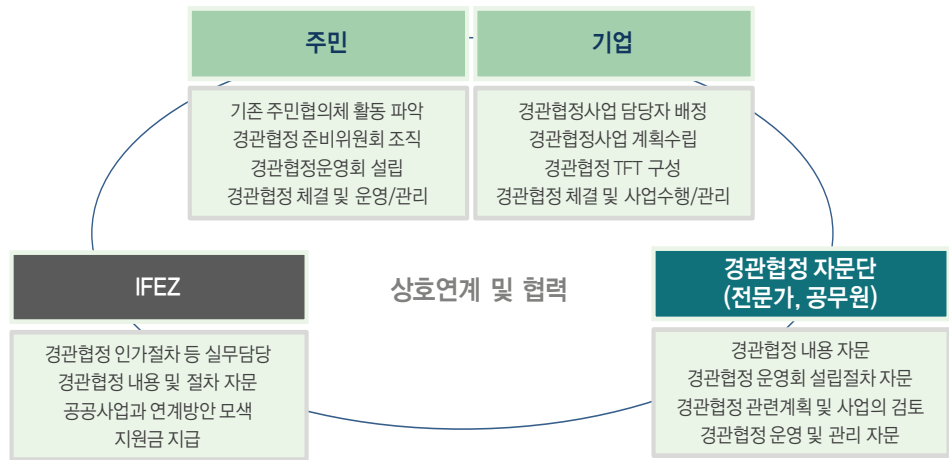 주민
기존 주민협의체 활동 파악
경관협정 준비위원회 조직
경관협정운영회 설립
경관협정 체결 및 운영/관리
기업
경관협정사업 담당자 배정
경관협정사업 계획수립
경관협정 TFT 구성
경관협정 체결 및 사업수행/관리
상호연계 및 협력
IFEZ
경관협정 인가절차 등 실무담당
경관협정 내용 및 절차 자문
공공사업과 연계방안 모색
지원금 지급
경관협정 자문단
(전문가, 공무원)
경관협정 내용 자문
경관협정 운영회 설립절차 자문
경관협정 관련계획 및 사업의 검토
경관협정 운영 및 관리 자문